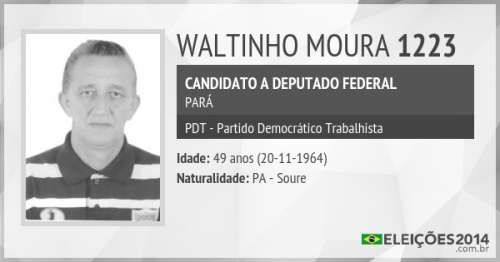 WALTINHO MOURA 1223
CANDIDATO A DEPUTADO FEDERAL
PARÁ
PDT - Partido Democrático Trabalhista
Idade: 49 anos (20-11-1964)
Naturalidade: PA - Soure
ELEIÇÕES2014
.com.br